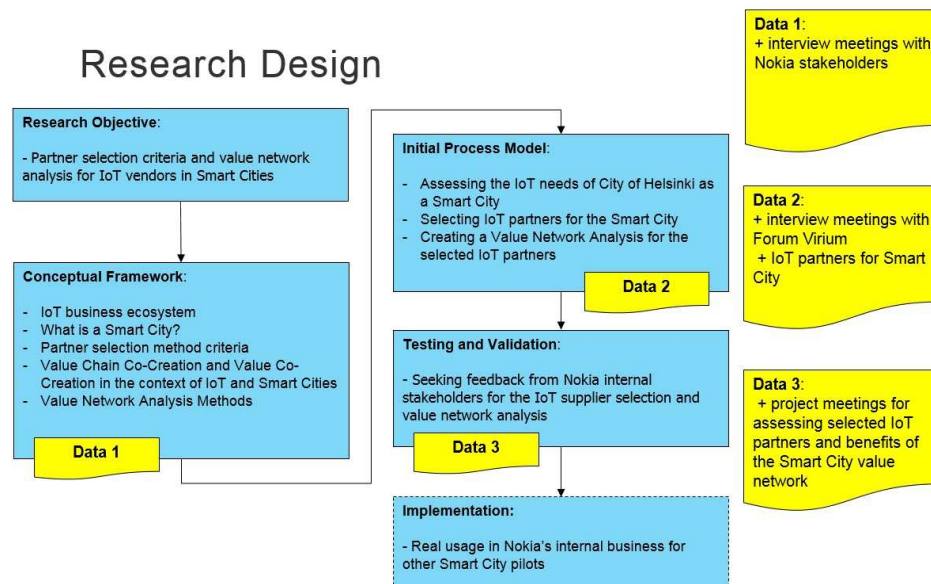 Research Design
Research Objective:
- Partner selection criteria and value network
analysis for IoT vendors in Smart Cities
Conceptual Framework:
- IoT business ecosystem
- What is a Smart City?
- Partner selection method criteria
- Value Chain Co-Creation and Value Co-
Creation in the context of IoT and Smart Cities
- Value Network Analysis Methods
Data 1
Initial Process Model:
- Assessing the IoT needs of City of Helsinki as
a Smart City
- Selecting IoT partners for the Smart City
- Creating a Value Network Analysis for the
selected IoT partners
Data 2
Testing and Validation:
- Seeking feedback from Nokia internal
stakeholders for the IoT supplier selection and
value network analysis
Data 3
Implementation:
- Real usage in Nokia's internal business for
other Smart City pilots
Data 1:
+ interview meetings with
Nokia stakeholders
Data 2:
+ interview meetings with
Forum Virium
+ IoT partners for Smart
City
Data 3:
+ project meetings for
assessing selected IoT
partners and benefits of
the Smart City value
network